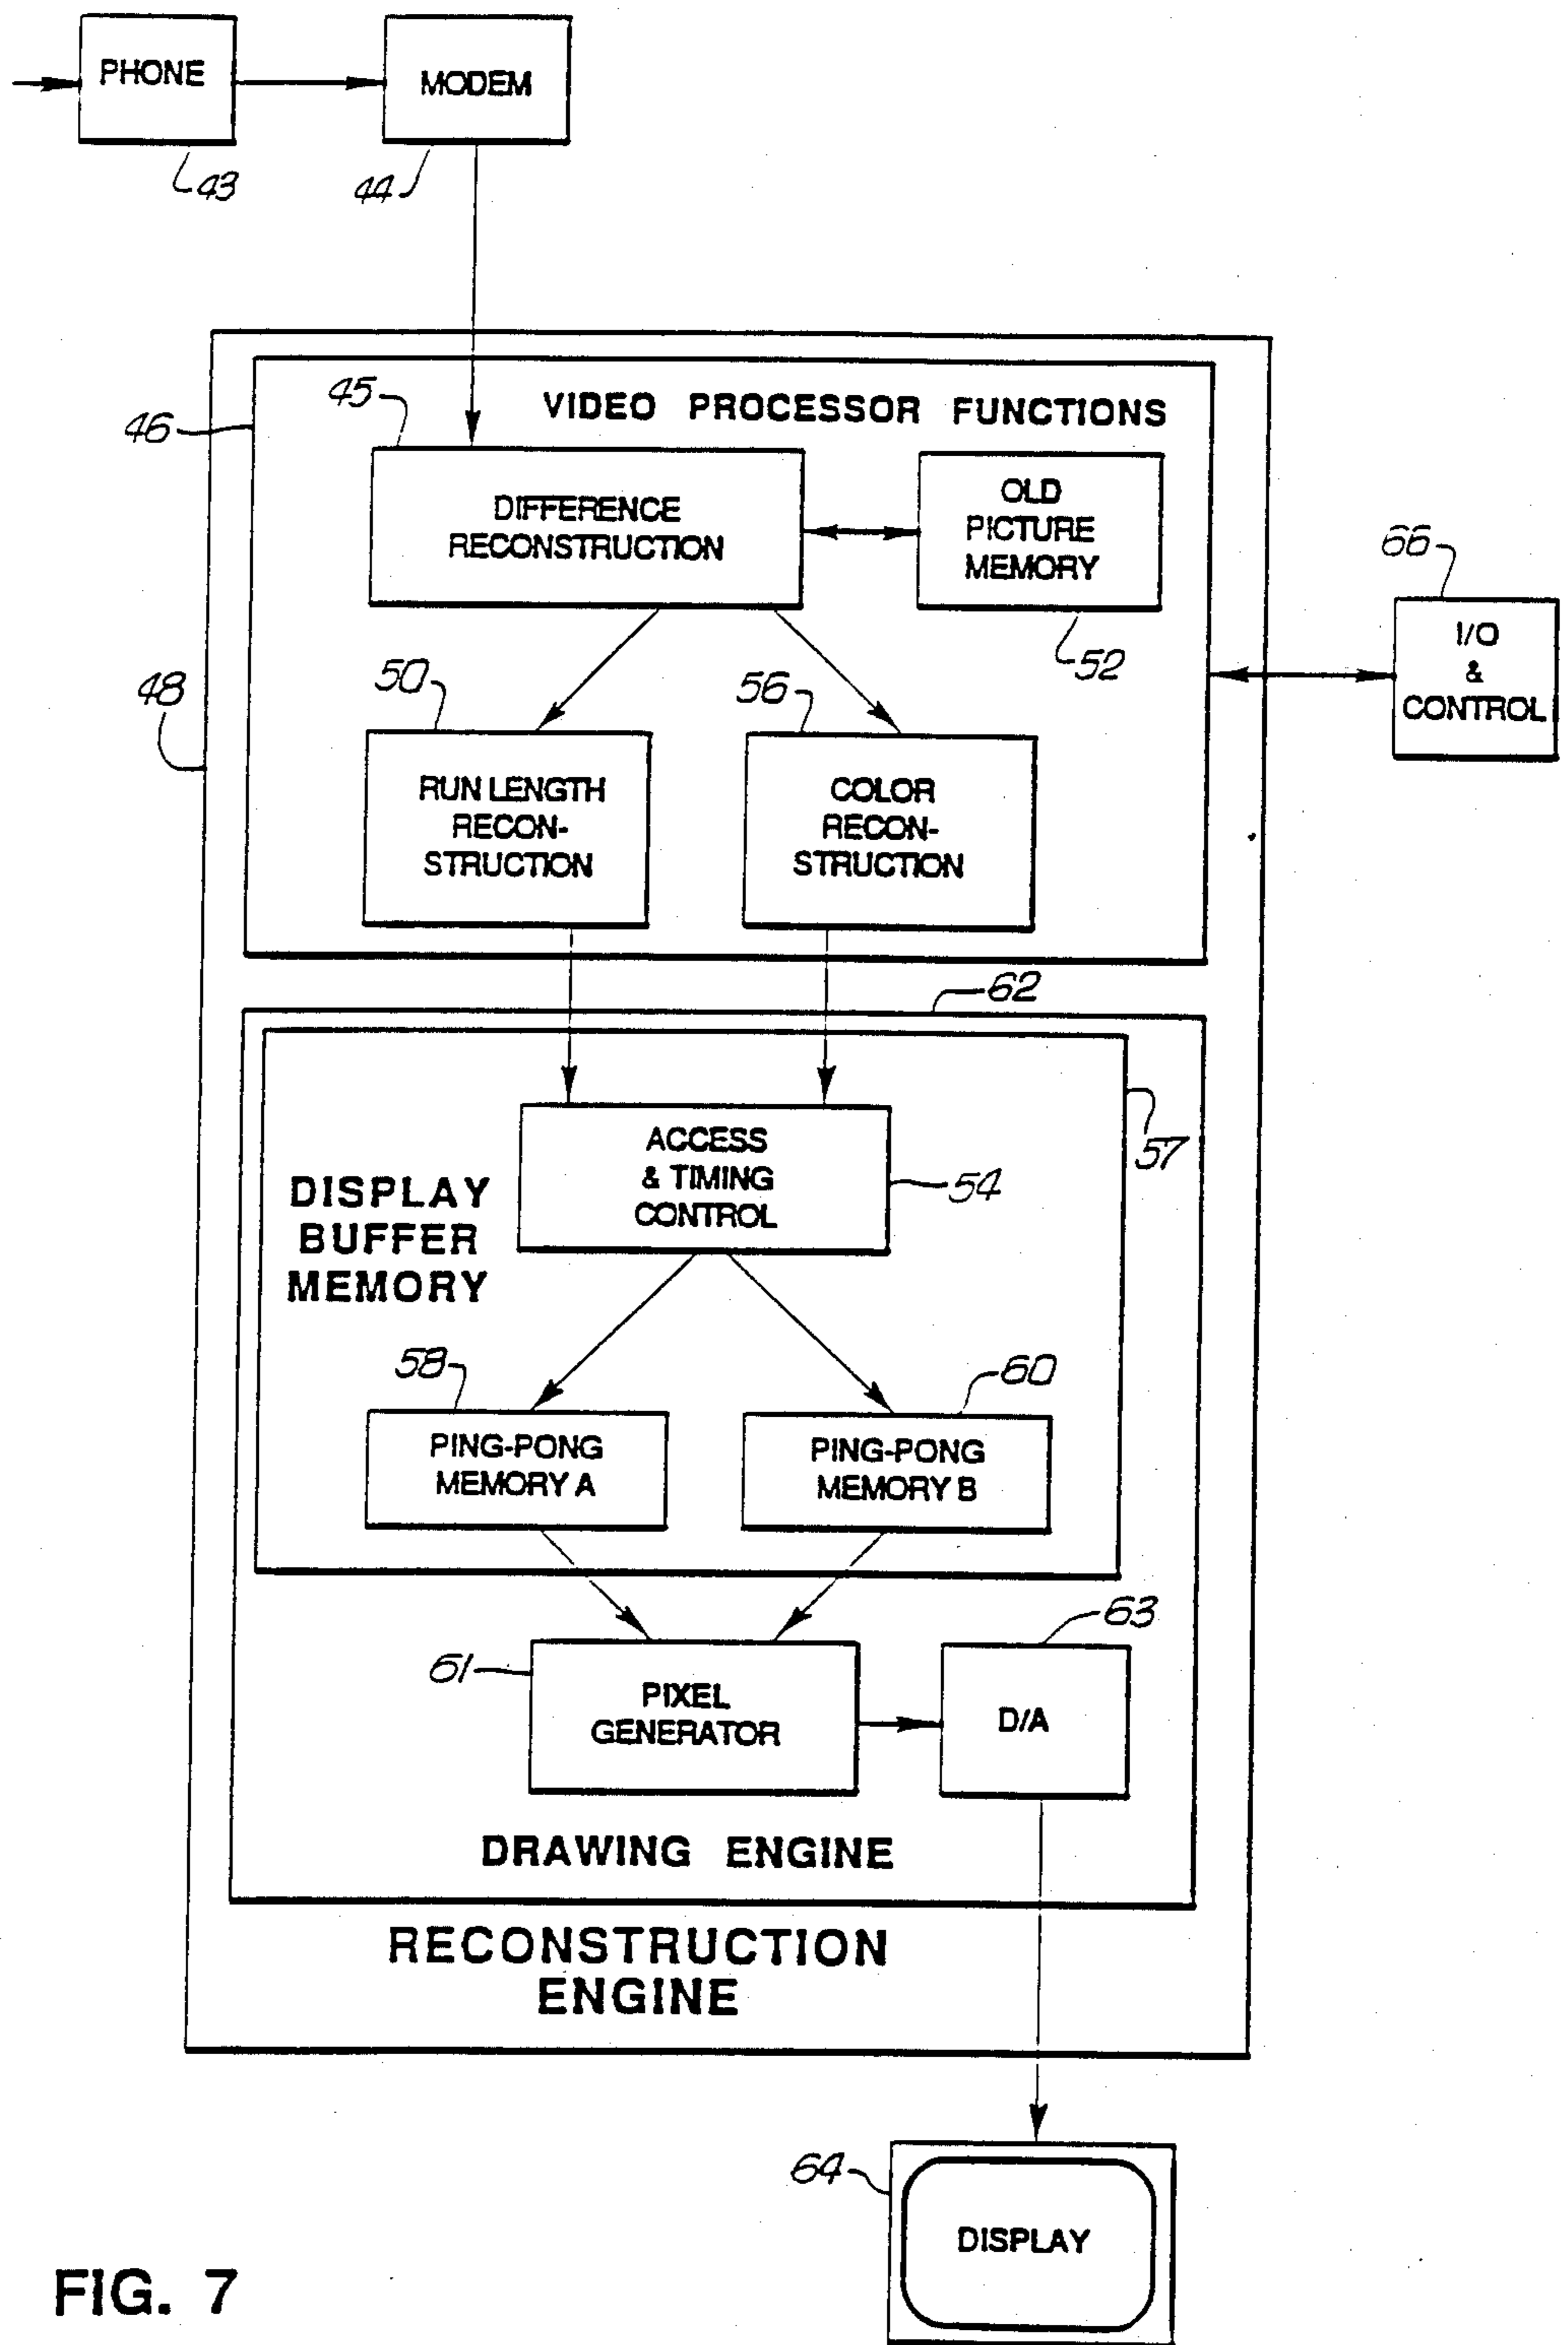 PHONE
MODEM
43
44
45
VIDEO PROCESSOR FUNCTIONS
46
DIFFERENCE
RECONSTRUCTION
OLD
PICTURE
MEMORY
52
66
I/O
&
CONTROL
48
50
56
RUN LENGTH
RECON-
STRUCTION
COLOR
RECON-
STRUCTION
62
57
ACCESS
& TIMING
CONTROL
54
DISPLAY
BUFFER
MEMORY
58
60
PING-PONG
MEMORY A
PING-PONG
MEMORY B
63
61
PIXEL
GENERATOR
D/A
DRAWING ENGINE
RECONSTRUCTION
ENGINE
64
DISPLAY
FIG. 7